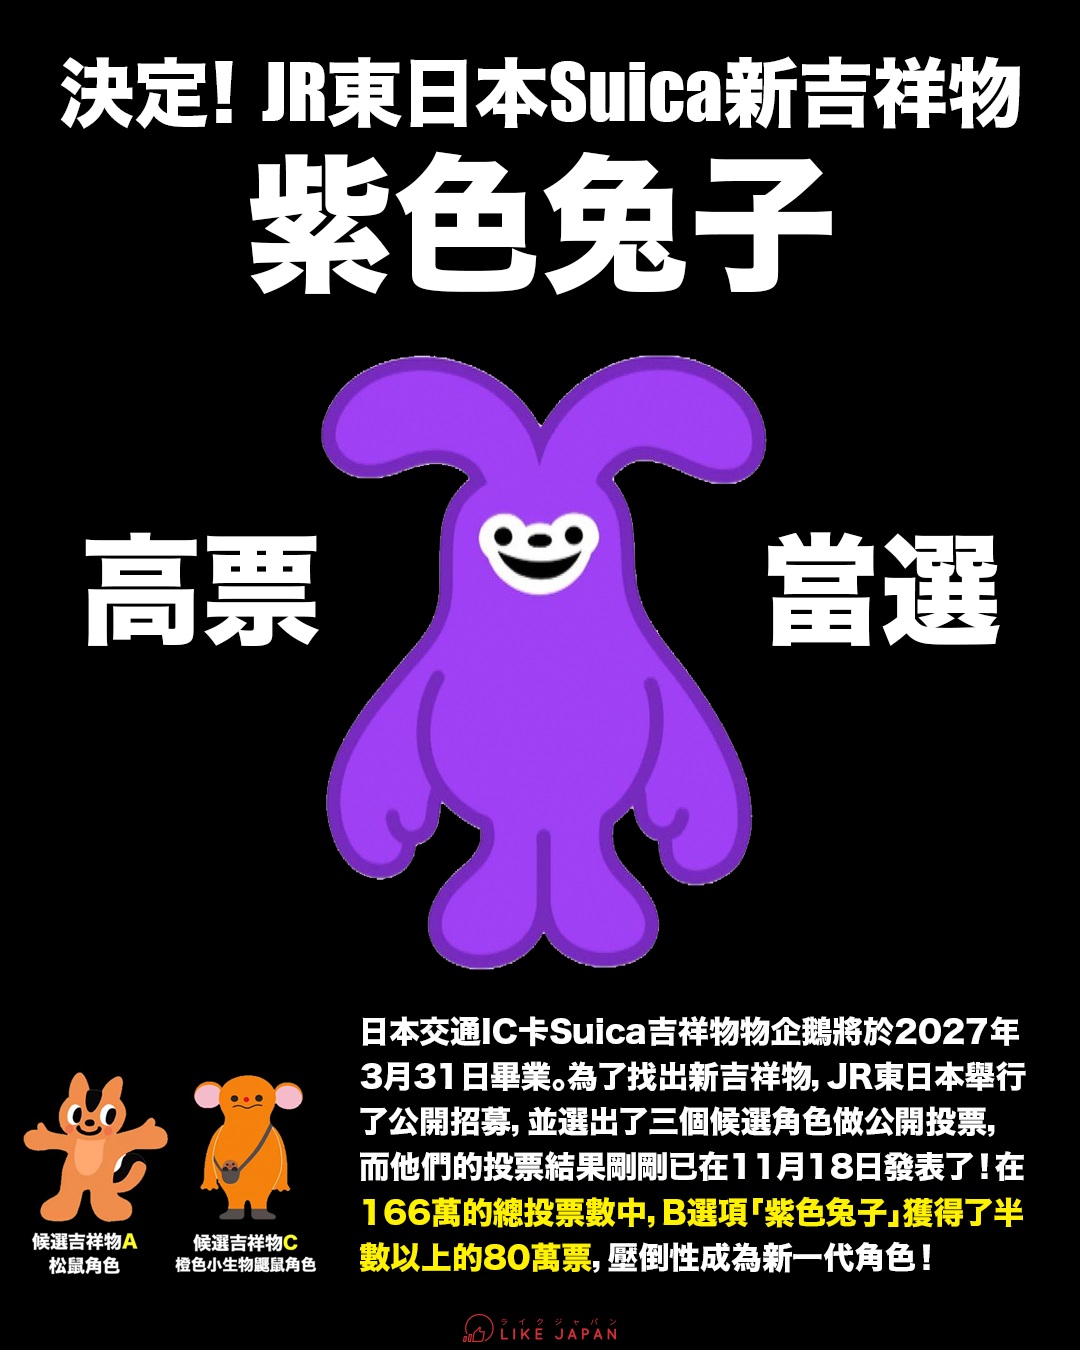 決定！JR東日本Suica新吉祥物
紫色兔子
高票 當選
日本交通IC卡Suica吉祥物物企鵝將於2027年
3月31日畢業。為了找出新吉祥物，JR東日本舉行
了公開招募，並選出了三個候選角色做公開投票，
而他們的投票結果剛剛已在11月18日發表了！在
166萬的總投票數中，B選項「紫色兔子」獲得了半
數以上的80萬票，壓倒性成為新一代角色！
候選吉祥物A
松鼠角色
候選吉祥物C
橙色小生物鼯鼠角色
ライクジャパン
LIKE JAPAN